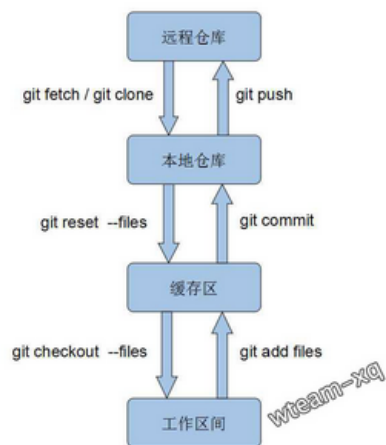 远程仓库
git fetch / git clone
git push
本地仓库
git reset --files
git commit
缓存区
git checkout --files
git add files
工作区间
wteam-xq